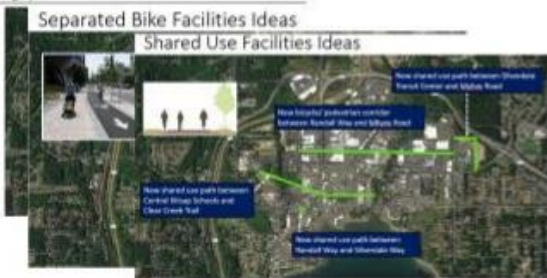 Separated Bike Facilities Ideas
Shared Use Facilities Ideas
New shared use path between Silverdale
Transit Center and Ridgetop Road
New bicycle/ pedestrian corridor
between Randall Way and Mickelberry Road
New shared use path between
Central Kitsap Schools and
Clear Creek Trail
New shared use path between
Randall Way and Silverdale Way